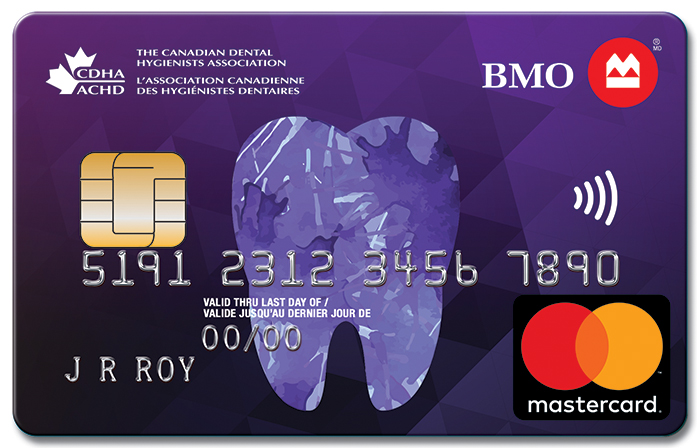 CDHA
ACHD
THE CANADIAN DENTAL
HYGIENISTS ASSOCIATION
L'ASSOCIATION CANADIENNE
DES HYGIÉNISTES DENTAIRES
BMO
®
MD
5191 2312 3456 7890
VALID THRU LAST DAY OF /
VALIDE JUSQU'AU DERNIER JOUR DE
00/00
J R ROY
mastercard.